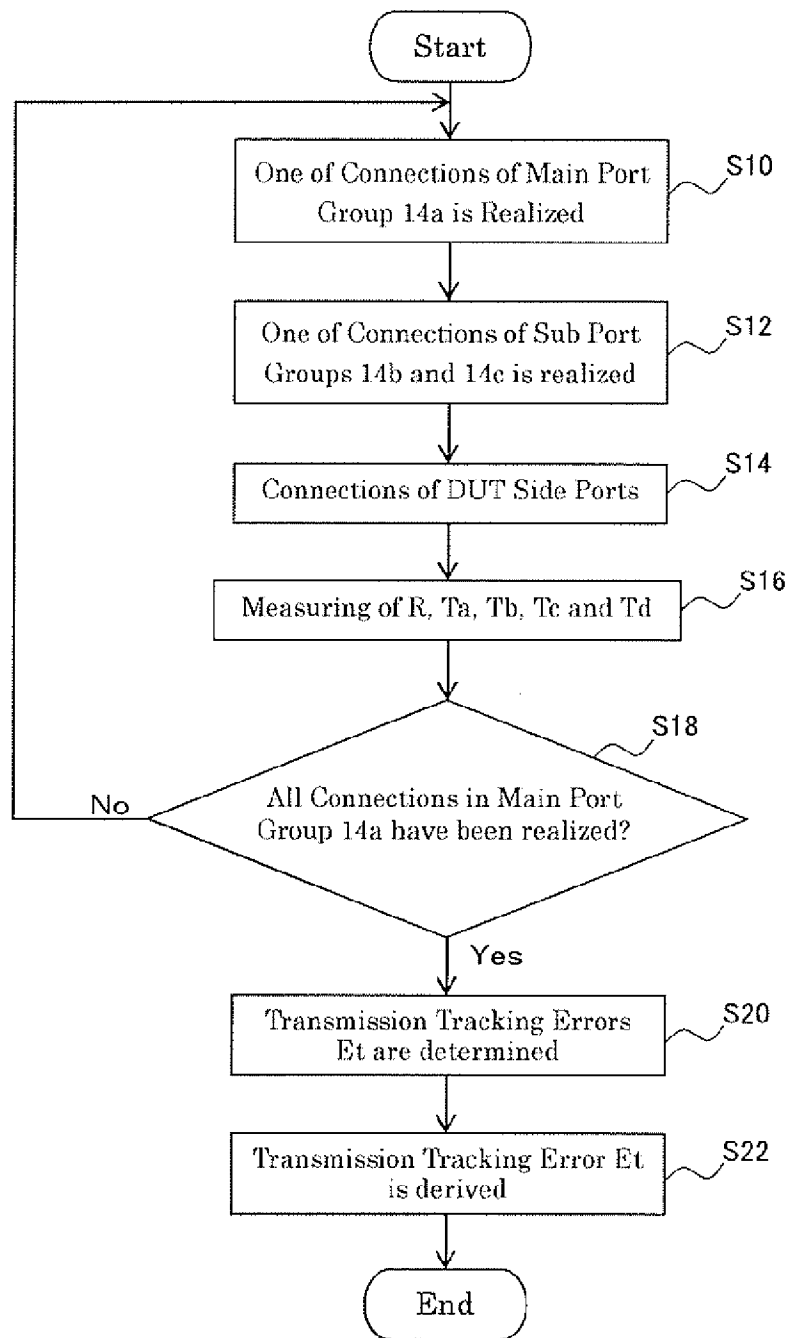 Start
One of Connections of Main Port
Group 14a is Realized
S10
One of Connections of Sub Port
Groups 14b and 14c is realized
S12
Connections of DUT Side Ports
S14
Measuring of R, Ta, Tb, Tc and Td
S16
S18
All Connections in Main Port
Group 14a have been realized?
No
Yes
Transmission Tracking Errors
Et are determined
S20
Transmission Tracking Error Et
is derived
S22
End